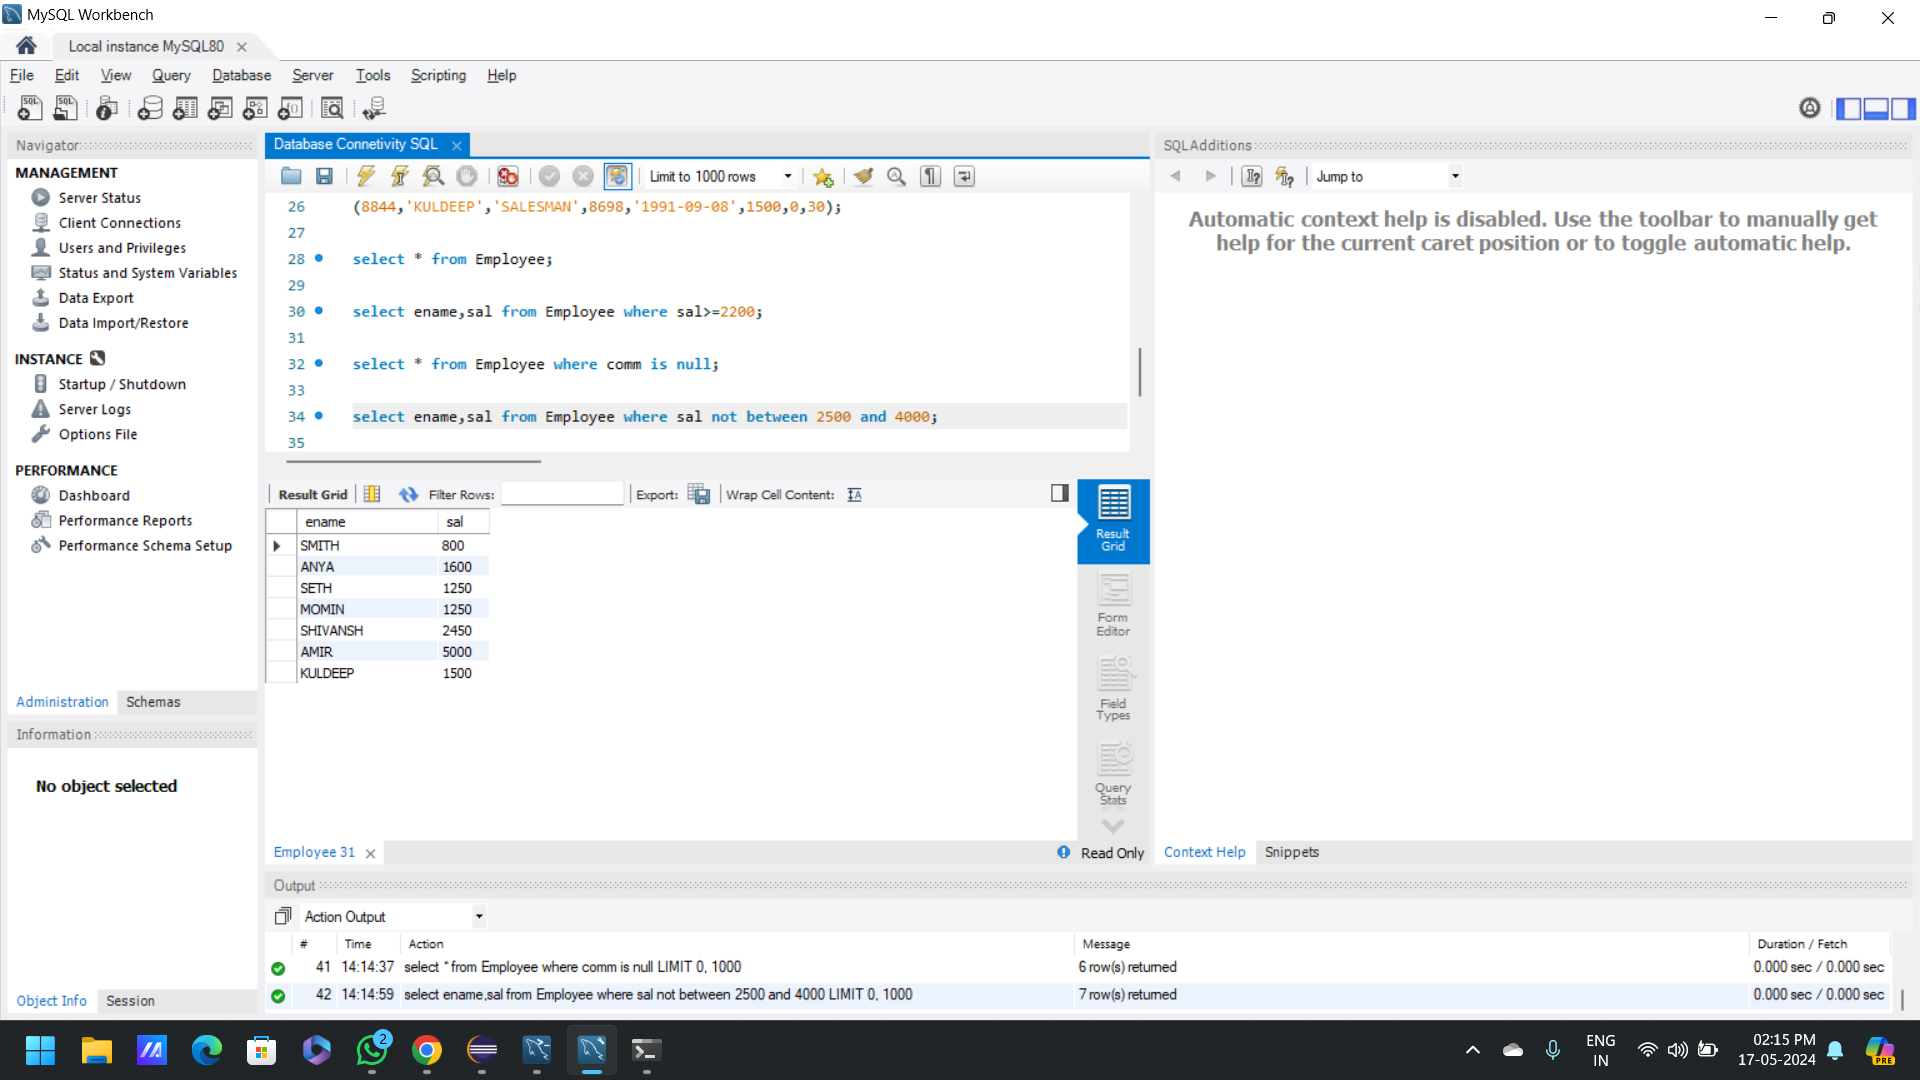 MySQL Workbench
Local instance MySQL80
File Edit View Query Database Server Tools Scripting Help
Navigator
MANAGEMENT
Server Status
Client Connections
Users and Privileges
Status and System Variables
Data Export
Data Import/Restore
INSTANCE
Startup / Shutdown
Server Logs
Options File
PERFORMANCE
Dashboard
Performance Reports
Performance Schema Setup
Administration Schemas
Information
No object selected
Object Info Session
Database Connetivity SQL
Limit to 1000 rows
26 (8844,'KULDEEP','SALESMAN',8698,'1991-09-08',1500,0,30);
27
28 select * from Employee;
29
30 select ename,sal from Employee where sal>=2200;
31
32 select * from Employee where comm is null;
33
34 select ename,sal from Employee where sal not between 2500 and 4000;
35
Result Grid Filter Rows: Export: Wrap Cell Content:
ename sal
SMITH 800
ANYA 1600
SETH 1250
MOMIN 1250
SHIVANSH 2450
AMIR 5000
KULDEEP 1500
Result
Grid
Form
Editor
Field
Types
Query
Stats
Employee 31
Read Only
SQLAdditions
Jump to
Automatic context help is disabled. Use the toolbar to manually get
help for the current caret position or to toggle automatic help.
Context Help Snippets
Output
Action Output
# Time Action Message Duration / Fetch
41 14:14:37 select * from Employee where comm is null LIMIT 0, 1000 6 row(s) returned 0.000 sec / 0.000 sec
42 14:14:59 select ename,sal from Employee where sal not between 2500 and 4000 LIMIT 0, 1000 7 row(s) returned 0.000 sec / 0.000 sec
2
ENG
IN
02:15 PM
17-05-2024
PRE